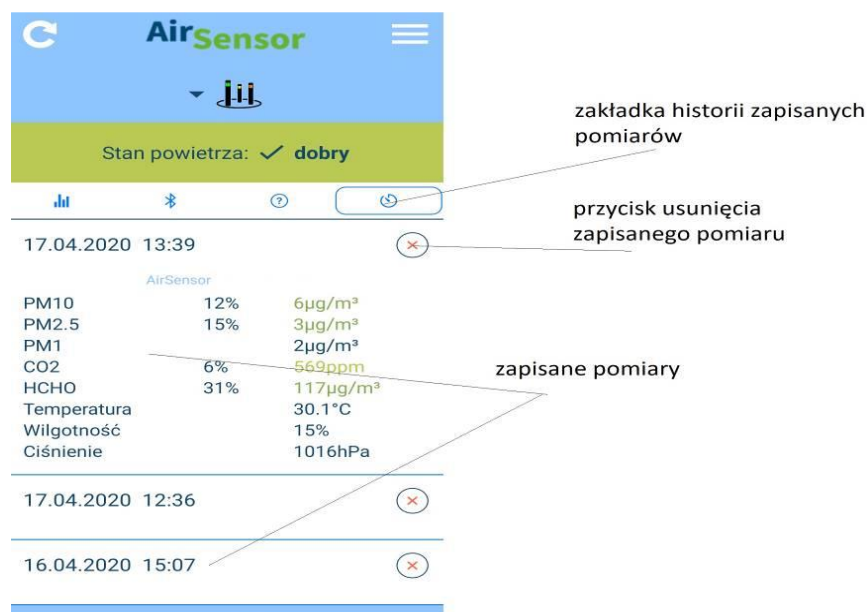 AirSensor
Stan powietrza: ✓ dobry
zakładka historii zapisanych
pomiarów
przycisk usunięcia
zapisanego pomiaru
17.04.2020 13:39
AirSensor
PM10 12% 6µg/m³
PM2.5 15% 3µg/m³
PM1 2µg/m³
CO2 6% 569ppm
HCHO 31% 117µg/m³
Temperatura 30.1°C
Wilgotność 15%
Ciśnienie 1016hPa
zapisane pomiary
17.04.2020 12:36
16.04.2020 15:07